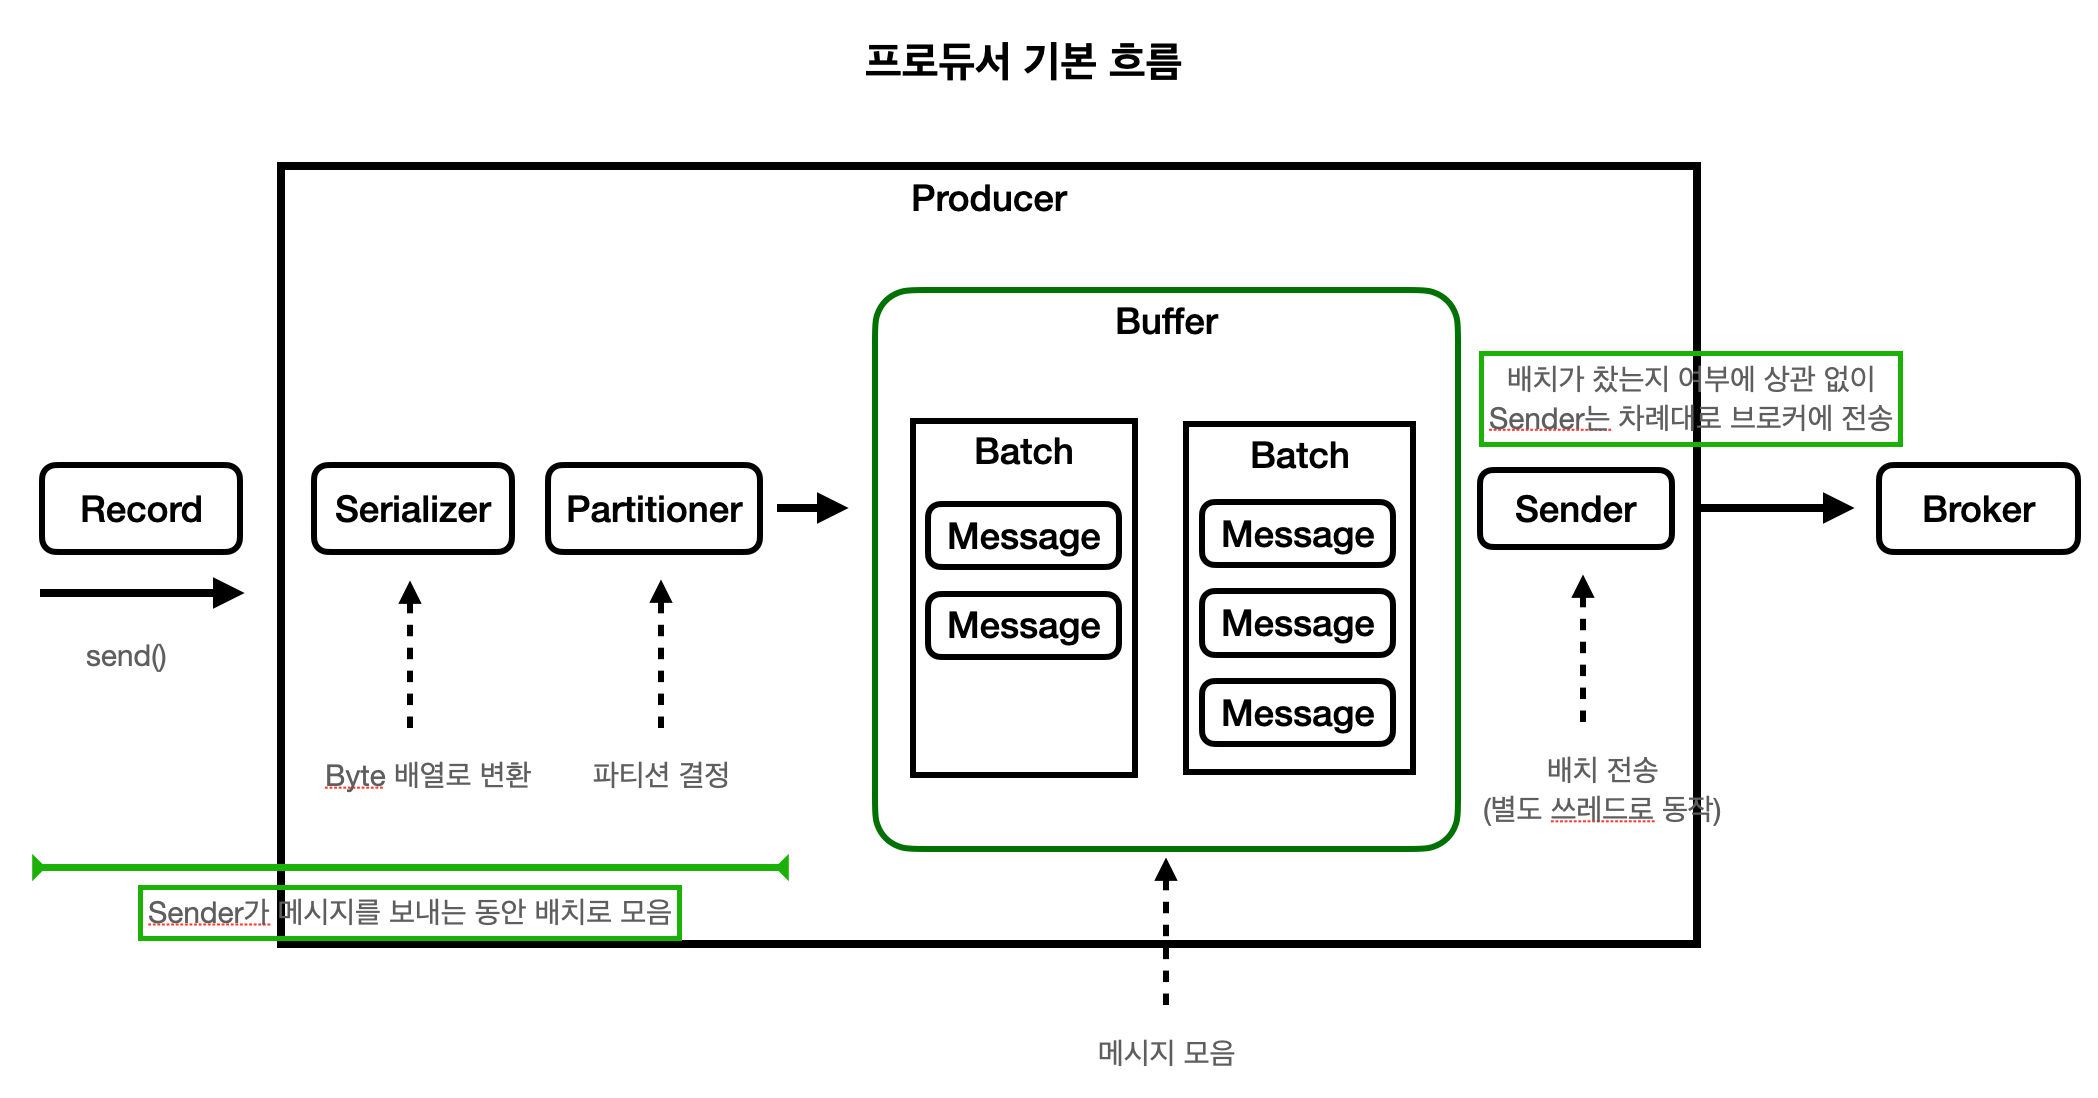 프로듀서 기본 흐름
Producer
Buffer
배치가 찼는지 여부에 상관 없이
Sender는 차례대로 브로커에 전송
Batch
Batch
Record
Serializer
Partitioner
Message
Message
Sender
Broker
Message
Message
Message
send()
Byte 배열로 변환
파티션 결정
배치 전송
(별도 쓰레드로 동작)
Sender가 메시지를 보내는 동안 배치로 모음
메시지 모음